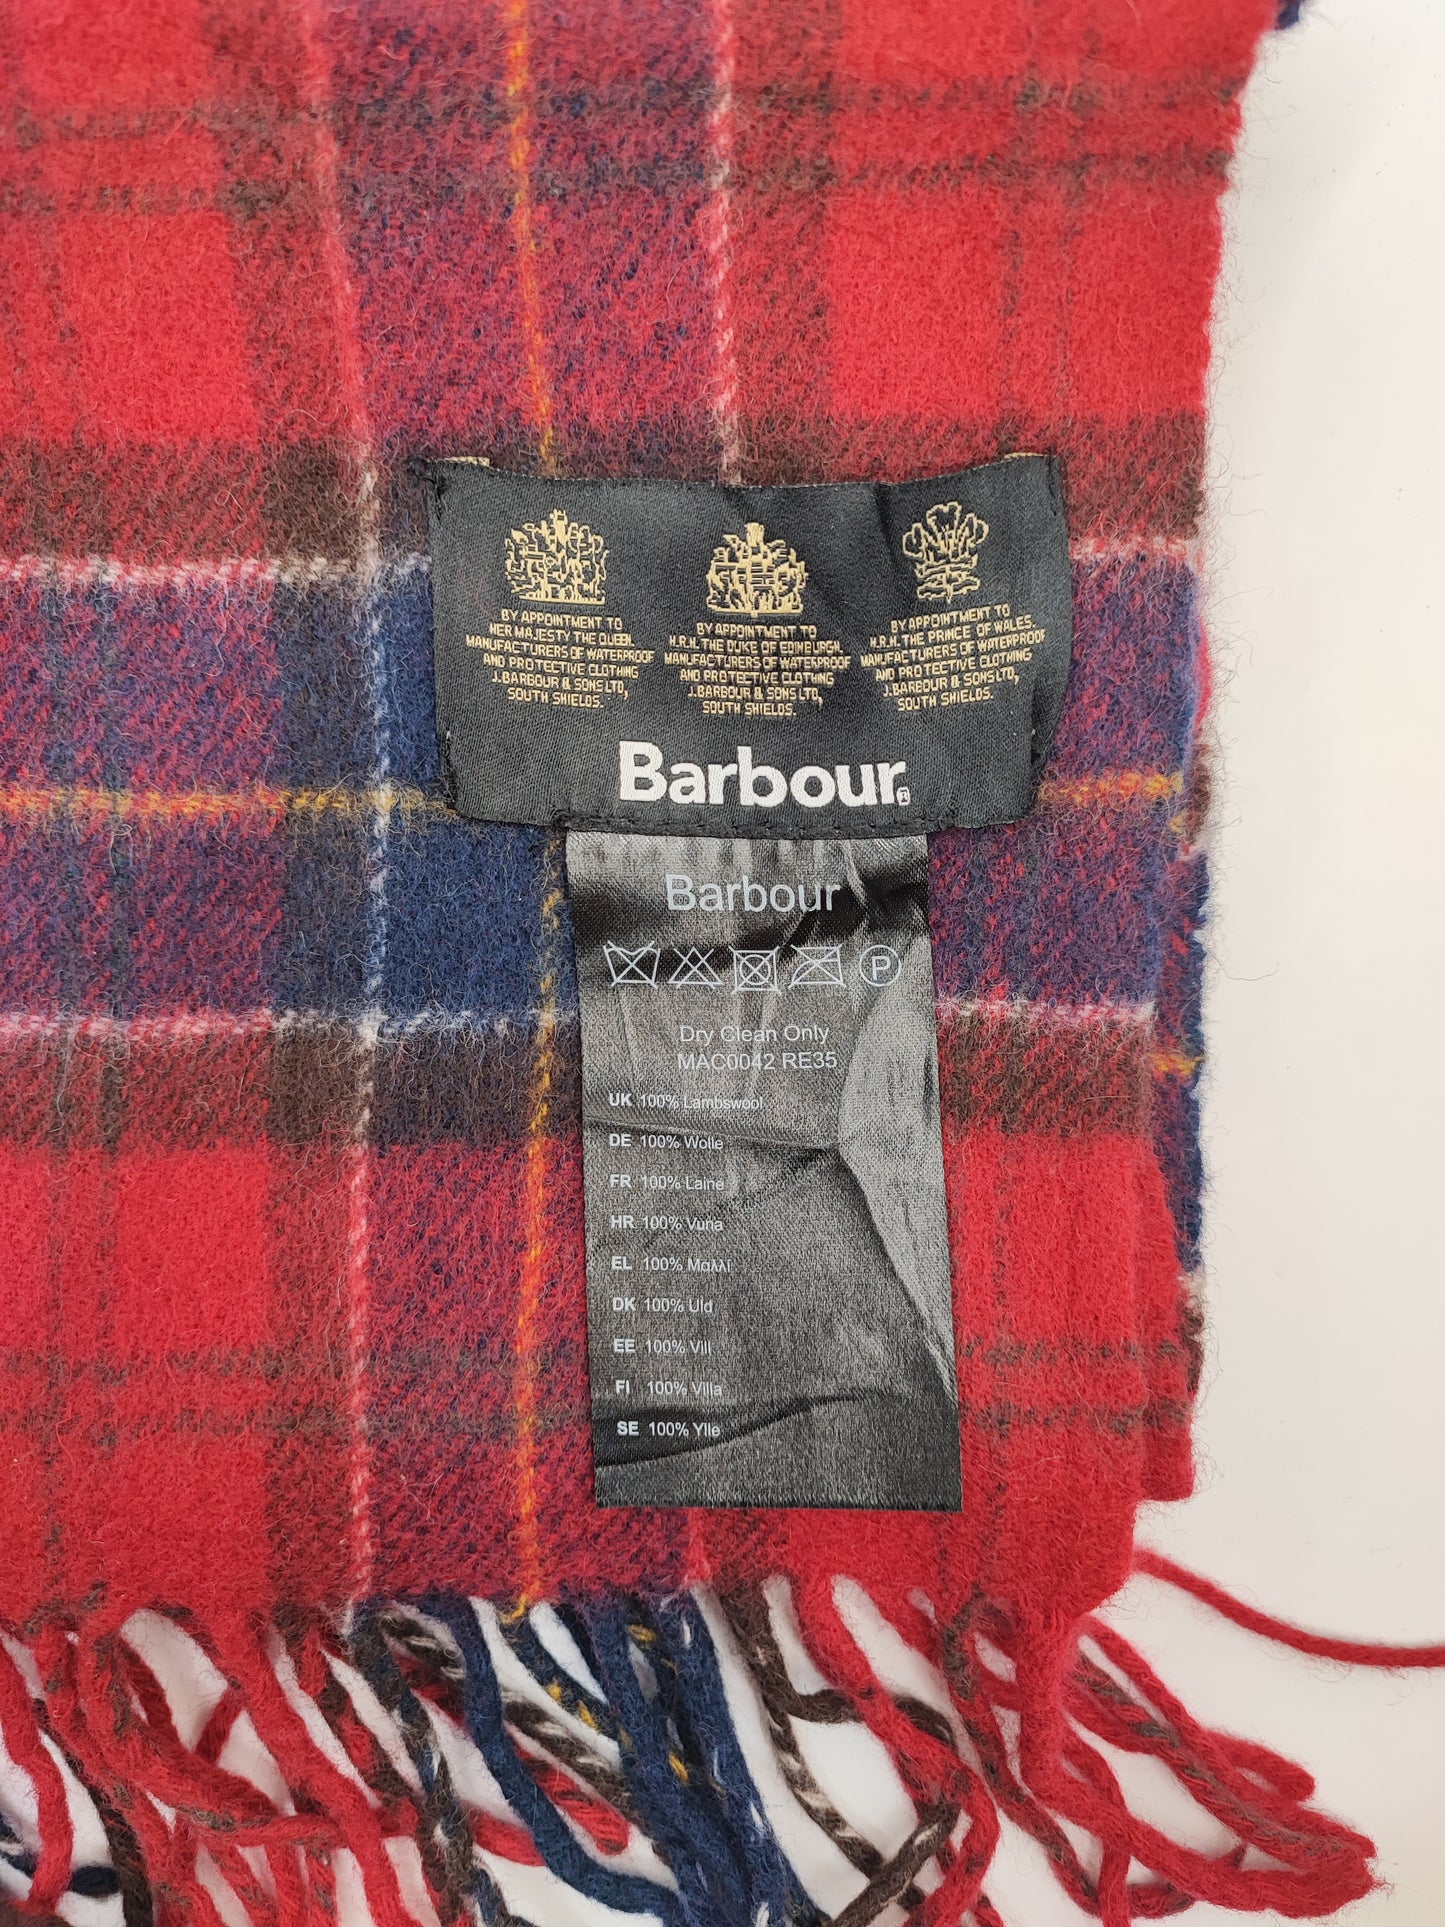 BY APPOINTMENT TO
HER MAJESTY THE QUEEN.
MANUFACTURERS OF WATERPROOF
AND PROTECTIVE CLOTHING
J.BARBOUR & SONS LTD,
SOUTH SHIELDS.
BY APPOINTMENT TO
H.R.H. THE DUKE OF EDINBURGH.
MANUFACTURERS OF WATERPROOF
AND PROTECTIVE CLOTHING
J.BARBOUR & SONS LTD,
SOUTH SHIELDS.
BY APPOINTMENT TO
H.R.H. THE PRINCE OF WALES.
MANUFACTURERS OF WATERPROOF
AND PROTECTIVE CLOTHING
J.BARBOUR & SONS LTD,
SOUTH SHIELDS.
Barbour®
Barbour
P
Dry Clean Only
MAC0042 RE35
UK 100% Lambswool
DE 100% Wolle
FR 100% Laine
HR 100% Vuna
EL 100% Μαλλί
DK 100% Uld
EE 100% Vill
FI 100% Villa
SE 100% Ylle